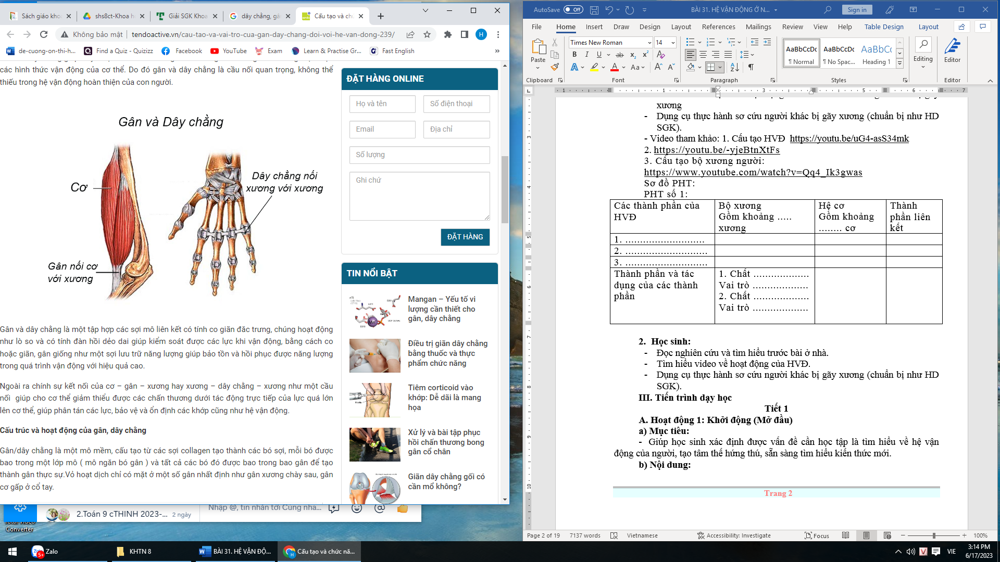 Sách giáo kho
shs8ct-Khoa h
Giải SGK Khoa
dây chằng, gâ
Cấu tạo và chứ
Không bảo mật
tendoactive.vn/cau-tao-va-vai-tro-cua-gan-day-chang-doi-voi-he-van-dong-239/
H
de-cuong-on-thi-h...
Find a Quiz - Quizizz
Facebook
YouTube
Exam
Learn & Practise Gr...
Fast English
các hình thức vận động của cơ thể. Do đó gân và dây chằng là cầu nối quan trọng, không thể
thiếu trong hệ vận động hoàn thiện của con người.
Gân và Dây chằng
Cơ
Dây chằng nối
xương với xương
Gân nối cơ
với xương
Gân và dây chằng là một tập hợp các sợi mô liên kết có tính co giãn đăc trưng, chúng hoạt động
như lò so và có tính đàn hồi dẻo dai giúp kiểm soát được các lực khi vận động, bằng cách co
hoặc giãn, gân giống như một sợi lưu trữ năng lượng giúp bảo tồn và hồi phục được năng lượng
trong quá trình vận động với hiệu quả cao.
Ngoài ra chính sự kết nối của cơ – gân – xương hay xương – dây chằng – xương như một cầu
nối  giúp cho cơ thể giảm thiểu được các chấn thương dưới tác động trực tiếp của lực quá lớn
lên cơ thể, giúp phân tán các lực, bảo vệ và ổn định các khớp cũng như hệ vận động.
Cấu trúc và hoạt động của gân, dây chằng
Gân/dây chằng là một mô mềm, cấu tạo từ các sợi collagen tạo thành các bó sợi, mỗi bó được
bao trong một lớp mô ( mô ngăn bó gân ) và tất cả các bó đó được bao trong bao gân để tạo
thành gân thực sự.Vỏ hoạt dịch chỉ có mặt ở một số gân nhất định như gân xương chày sau, gân
cơ gấp ở cổ tay.
ĐẶT HÀNG ONLINE
Họ và tên
Số điện thoại
Email
Địa chỉ
Số lượng
Ghi chứ
ĐẶT HÀNG
TIN NỔI BẬT
Mangan – Yếu tố vi
lượng cần thiết cho
gân, dây chằng
Điều trị giãn dây chằng
bằng thuốc và thực
phẩm chức năng
Tiêm corticoid vào
khớp: Dễ dãi là mang
họa
Xử lý và bài tập phục
hồi chấn thương bong
gân cổ chân
Giãn dây chằng gối có
cần mổ không?
2.Toán 9 cTHINH 2023-...
2 ngày
Nhập @, tin nhắn tới Cùng nha...
Converter
AutoSave
Off
BÀI 31. HỆ VẬN ĐỘNG Ở N...
Sign in
File
Home
Insert
Draw
Design
Layout
References
Mailings
Review
View
Help
Table Design
Layout
Paste
Times New Roman
14
AaBbCcDc
¶ Normal
AaBbCcDc
¶ No Spac...
AaBbCc
Heading 1
Editing
Editor
Clipboard
Font
Paragraph
Styles
Editor
xương
- Dụng cụ thực hành sơ cứu người khác bị gãy xương (chuẩn bị như HD
SGK).
- Video tham khảo: 1. Cấu tạo HVĐ  https://youtu.be/uG4-asS34mk
2. https://youtu.be/-yjeBtnXtFs
3. Cấu tạo bộ xương người:
https://www.youtube.com/watch?v=Qq4_Ik3gwas
Sơ đồ PHT:
PHT số 1:
Các thành phần của
HVĐ
Bộ xương
Gồm khoảng .....
xương
Hệ cơ
Gồm khoảng
........ cơ
Thành
phần liên
kết
1. ...........................
2. ............................
3. ............................
Thành phần và tác
dụng của các thành
phần
1. Chất ...................
Vai trò ...................
2. Chất ...................
Vai trò ...................
2. Học sinh:
- Đọc nghiên cứu và tìm hiểu trước bài ở nhà.
- Tìm hiểu video về hoạt động của HVĐ.
- Dụng cụ thực hành sơ cứu người khác bị gãy xương (chuẩn bị như HD
SGK).
III. Tiến trình dạy học
Tiết 1
A. Hoạt động 1: Khởi động (Mở đầu)
a) Mục tiêu:
- Giúp học sinh xác định được vấn đề cần học tập là tìm hiểu về hệ vận
động của người, tạo tâm thế hứng thú, sẵn sàng tìm hiểu kiến thức mới.
b) Nội dung:
Trang 2
Page 2 of 19
7137 words
Vietnamese
Accessibility: Investigate
Focus
100%
Zalo
5+
KHTN 8
BÀI 31. HỆ VẬN ĐỘ...
Cấu tạo và chức nă...
VIE
3:14 PM
6/17/2023